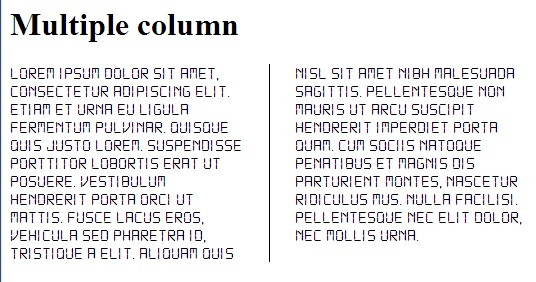 Multiple column
LOREM IPSUM DOLOR SIT AMET,
CONSECTETUR ADIPISCING ELIT.
ETIAM ET URNA EU LIGULA
FERMENTUM PULVINAR. QUISQUE
QUIS JUSTO LOREM. SUSPENDISSE
PORTTITOR LOBORTIS ERAT UT
POSUERE. VESTIBULUM
HENDRERIT PORTA ORCI UT
MATTIS. FUSCE LACUS EROS,
VEHICULA SED PHARETRA ID,
TRISTIQUE A ELIT. ALIQUAM QUIS
NISL SIT AMET NIBH MALESUADA
SAGITTIS. PELLENTESQUE NON
MAURIS UT ARCU SUSCIPIT
HENDRERIT IMPERDIET PORTA
QUAM. CUM SOCIIS NATOQUE
PENATIBUS ET MAGNIS DIS
PARTURIENT MONTES, NASCETUR
RIDICULUS MUS. NULLA FACILISI.
PELLENTESQUE NEC ELIT DOLOR,
NEC MOLLIS URNA.